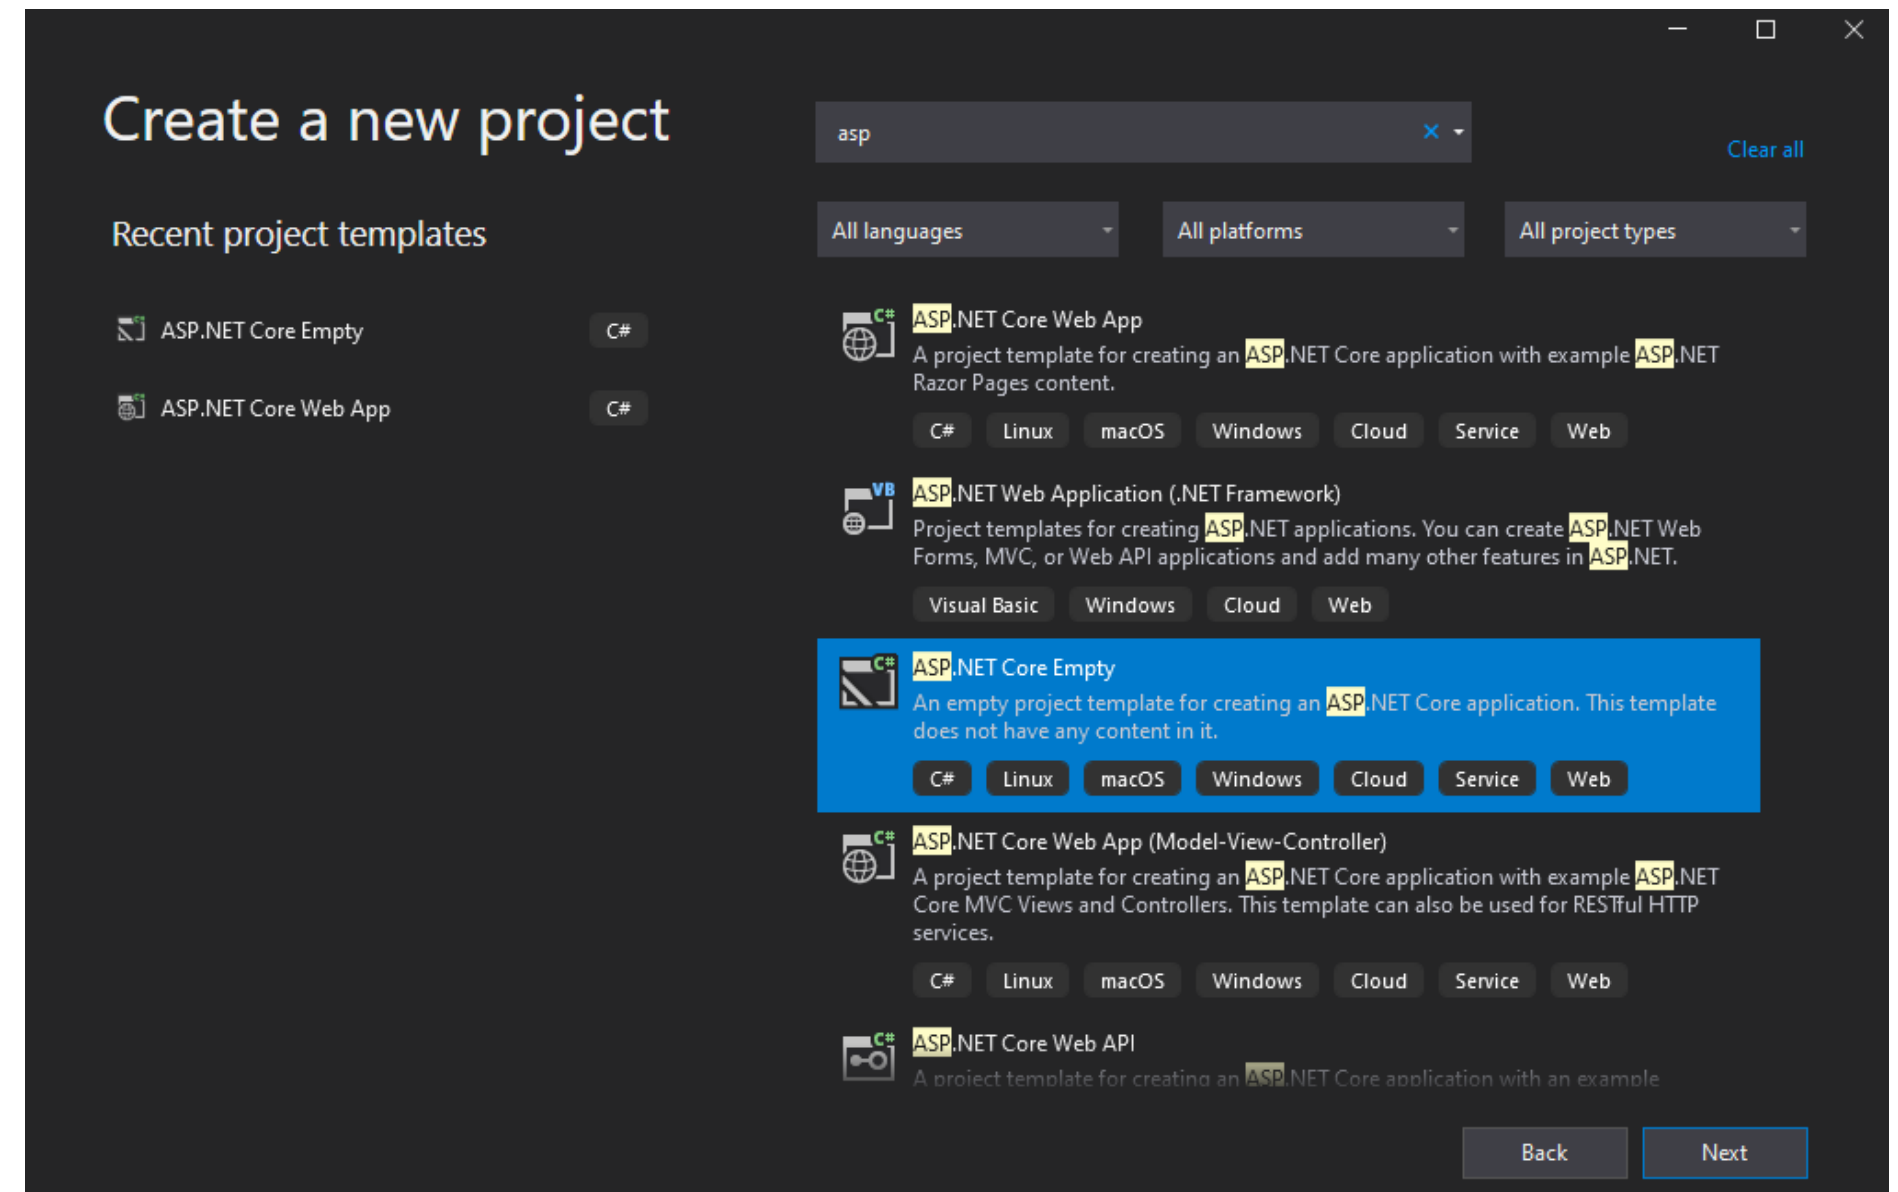 Create a new project
asp
Clear all
Recent project templates
All languages
All platforms
All project types
ASP.NET Core Empty
C#
ASP.NET Core Web App
C#
C#
ASP.NET Core Web App
A project template for creating an ASP.NET Core application with example ASP.NET
Razor Pages content.
C# Linux macOS Windows Cloud Service Web
VB
ASP.NET Web Application (.NET Framework)
Project templates for creating ASP.NET applications. You can create ASP.NET Web
Forms, MVC, or Web API applications and add many other features in ASP.NET.
Visual Basic Windows Cloud Web
C#
ASP.NET Core Empty
An empty project template for creating an ASP.NET Core application. This template
does not have any content in it.
C# Linux macOS Windows Cloud Service Web
C#
ASP.NET Core Web App (Model-View-Controller)
A project template for creating an ASP.NET Core application with example ASP.NET
Core MVC Views and Controllers. This template can also be used for RESTful HTTP
services.
C# Linux macOS Windows Cloud Service Web
C#
ASP.NET Core Web API
A project template for creating an ASP.NET Core application with an example
Back
Next